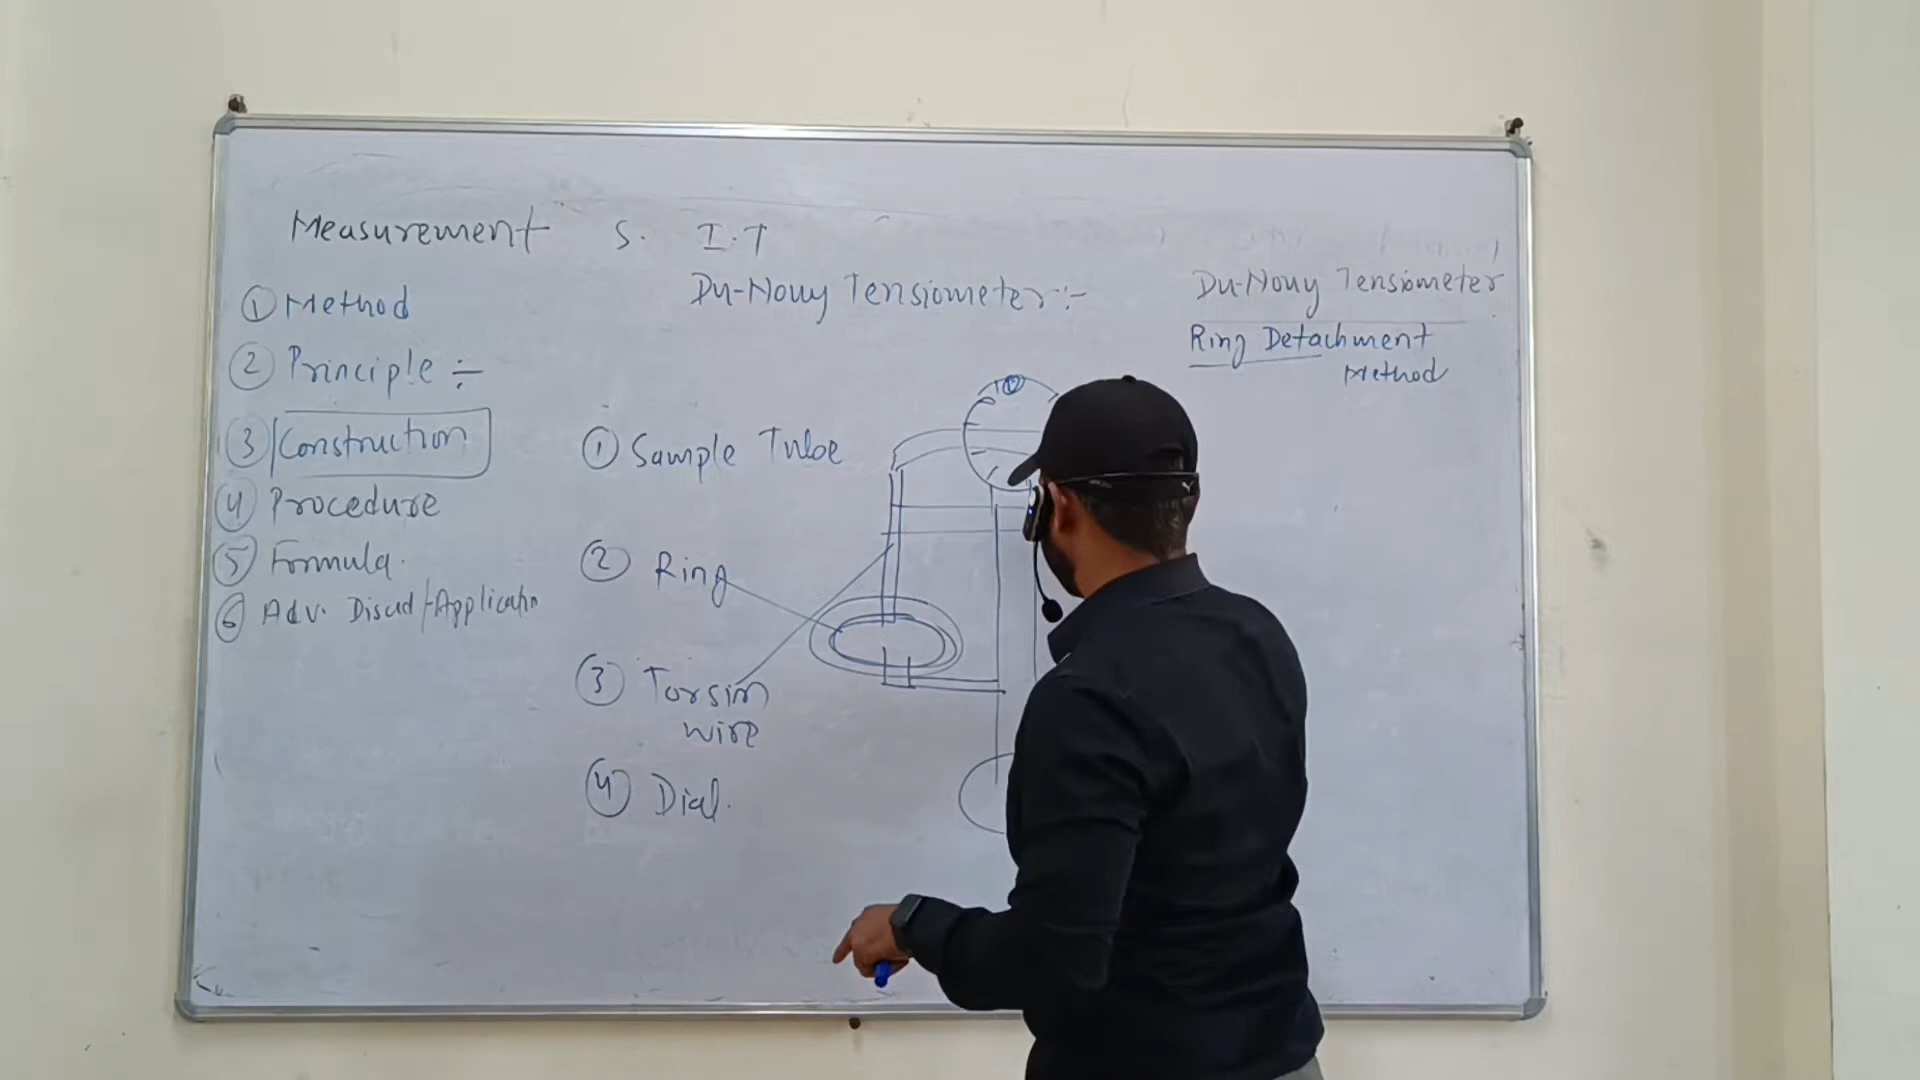 Measurement S. I.T
① Method
② Principle ÷
③ Construction
④ Procedure
⑤ Formula.
⑥ Adv. Disad/-Applicatn
Du-Nouy Tensiometer:-
① Sample Tube
② Ring
③ Torsion
wire
④ Dial.
Du-Nouy Tensiometer
Ring Detachment
Method